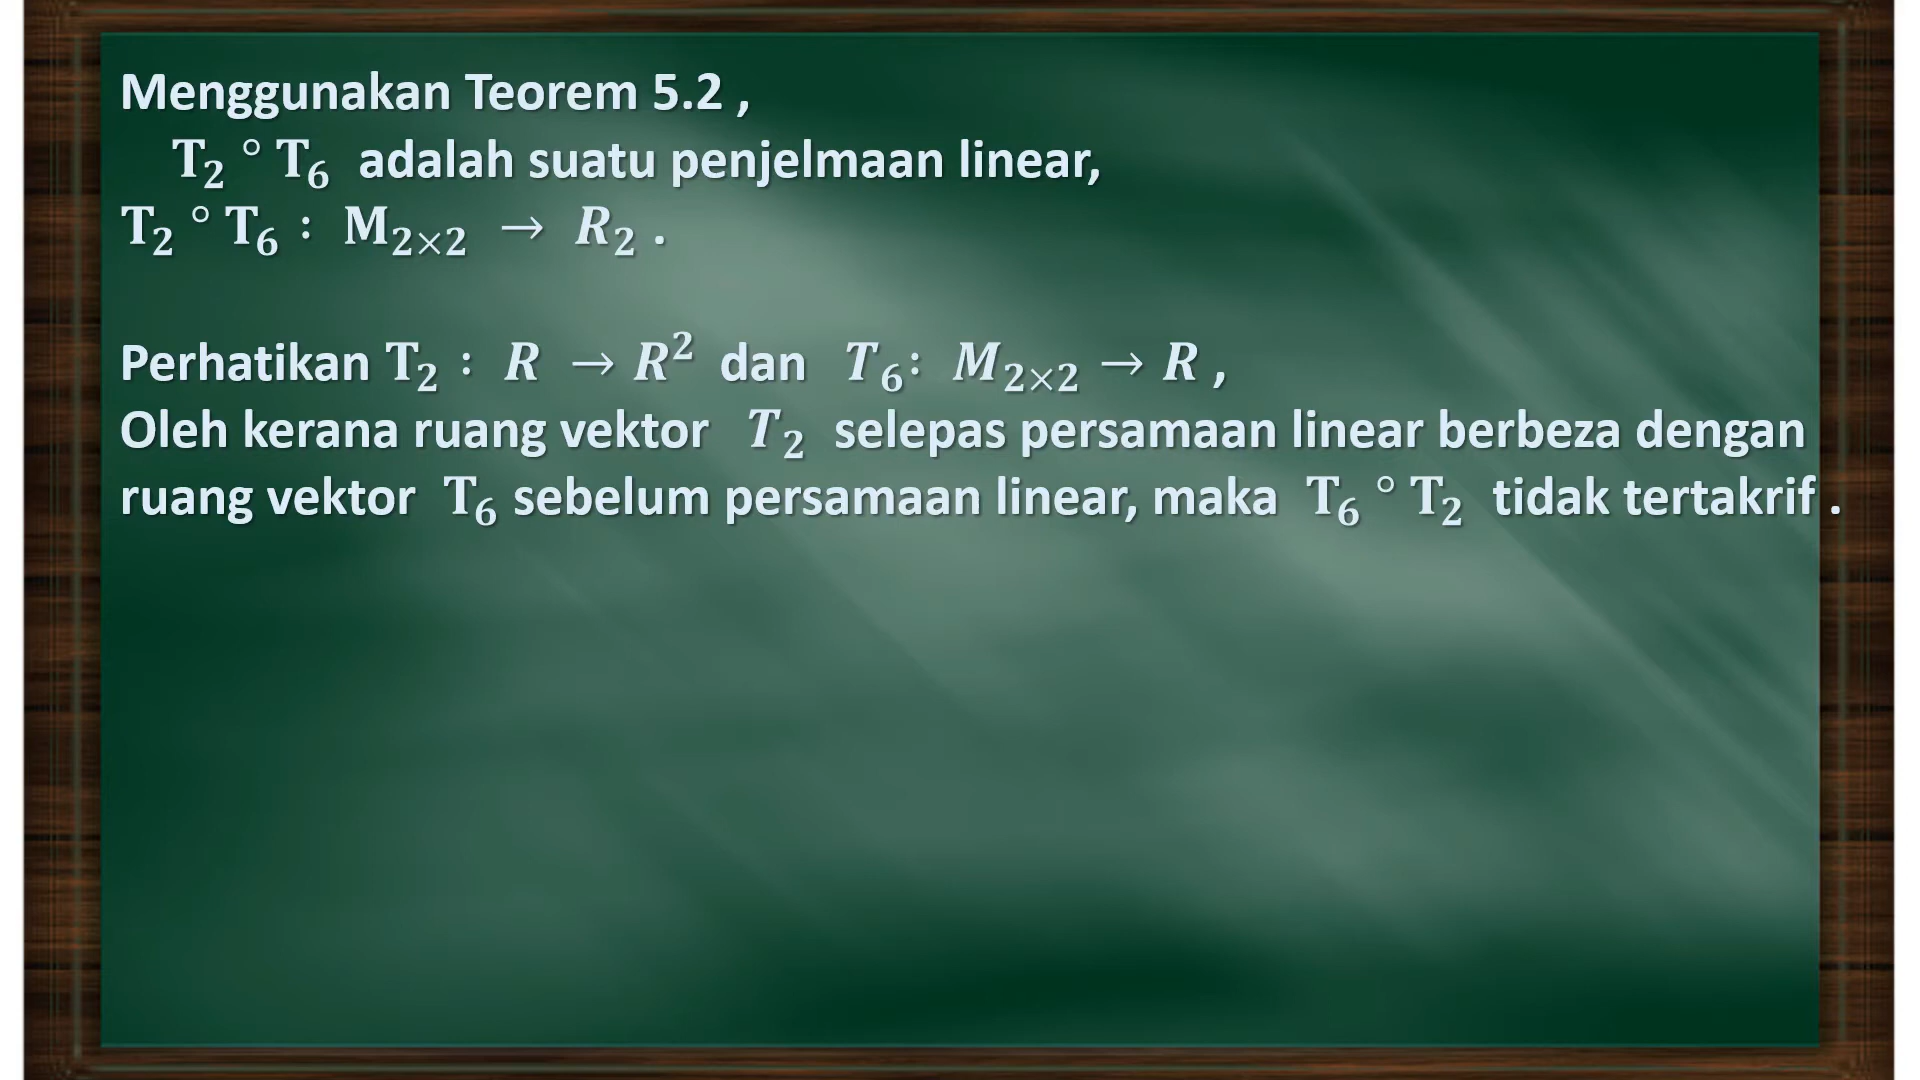 Menggunakan Teorem 5.2 ,
T₂ ∘ T₆ adalah suatu penjelmaan linear,
T₂ ∘ T₆ : M₂ₓ₂ → R₂ .
Perhatikan T₂ : R → R² dan T₆: M₂ₓ₂ → R ,
Oleh kerana ruang vektor T₂ selepas persamaan linear berbeza dengan
ruang vektor T₆ sebelum persamaan linear, maka T₆ ∘ T₂ tidak tertakrif .